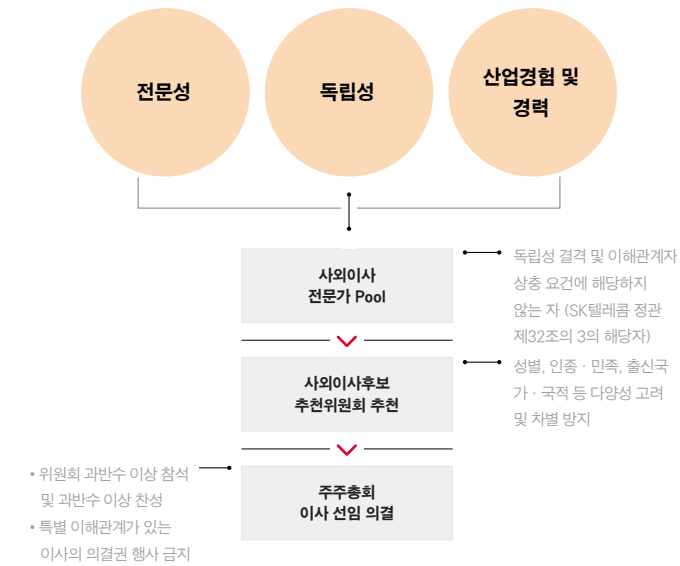 전문성
독립성
산업경험 및
경력
사외이사
전문가 Pool
독립성 결격 및 이해관계자
상충 요건에 해당하지
않는 자 (SK텔레콤 정관
제32조의 3의 해당자)
사외이사후보
추천위원회 추천
성별, 인종 · 민족, 출신국
가 · 국적 등 다양성 고려
및 차별 방지
• 위원회 과반수 이상 참석
및 과반수 이상 찬성
• 특별 이해관계가 있는
이사의 의결권 행사 금지
주주총회
이사 선임 의결